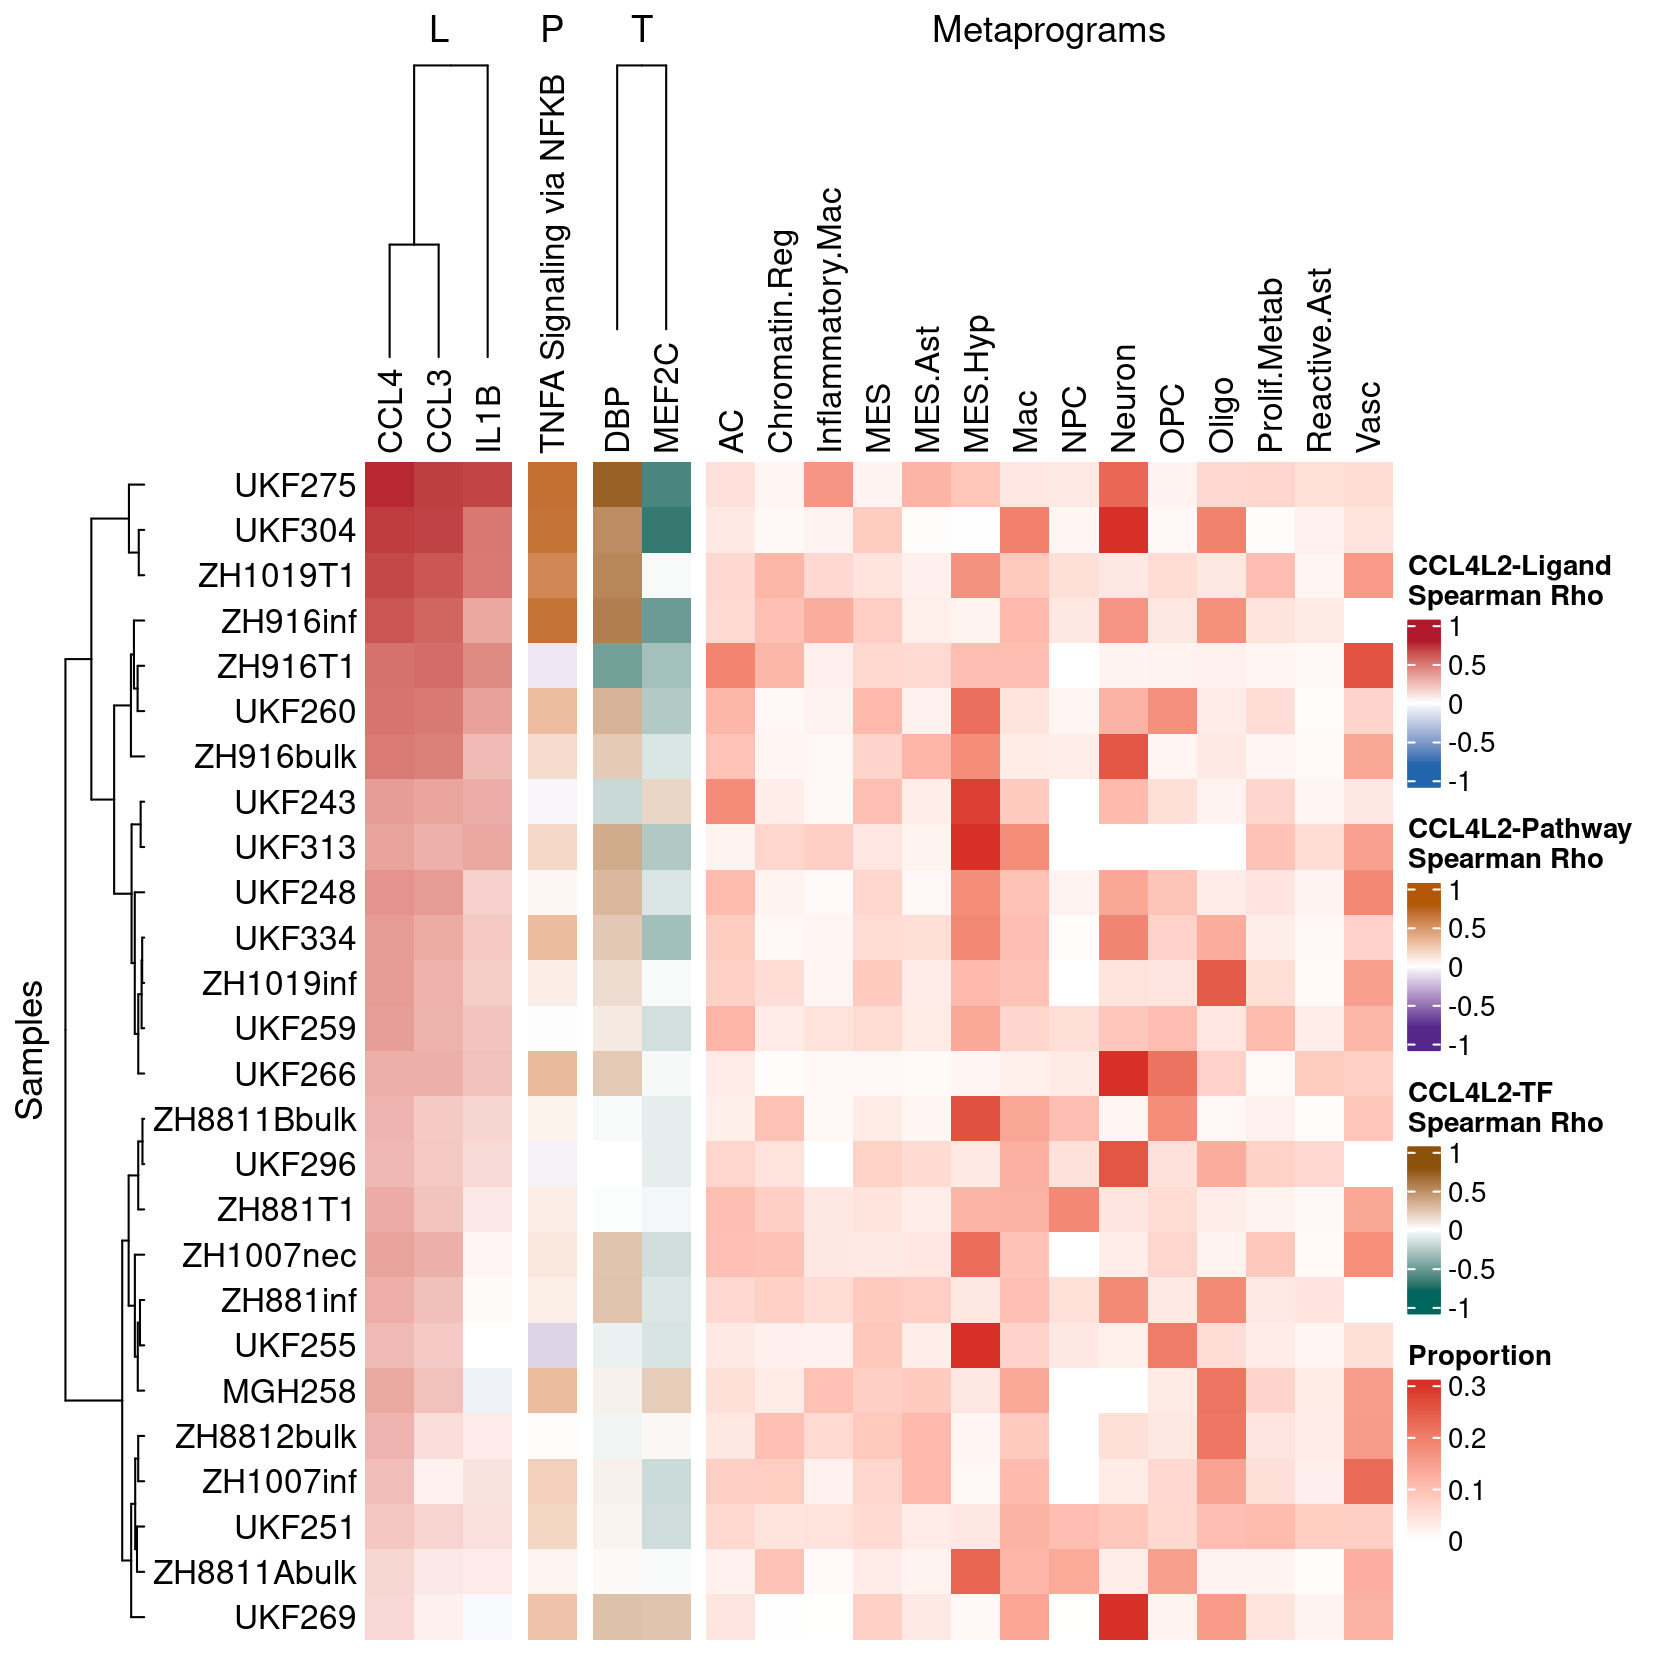 L P T Metaprograms
CCL4 CCL3 IL1B TNFA Signaling via NFKB DBP MEF2C AC Chromatin.Reg Inflammatory.Mac MES MES.Ast MES.Hyp Mac NPC Neuron OPC Oligo Prolif.Metab Reactive.Ast Vasc
Samples
UKF275
UKF304
ZH1019T1
ZH916inf
ZH916T1
UKF260
ZH916bulk
UKF243
UKF313
UKF248
UKF334
ZH1019inf
UKF259
UKF266
ZH8811Bbulk
UKF296
ZH881T1
ZH1007nec
ZH881inf
UKF255
MGH258
ZH8812bulk
ZH1007inf
UKF251
ZH8811Abulk
UKF269
CCL4L2-Ligand
Spearman Rho
1
0.5
0
-0.5
-1
CCL4L2-Pathway
Spearman Rho
1
0.5
0
-0.5
-1
CCL4L2-TF
Spearman Rho
1
0.5
0
-0.5
-1
Proportion
0.3
0.2
0.1
0